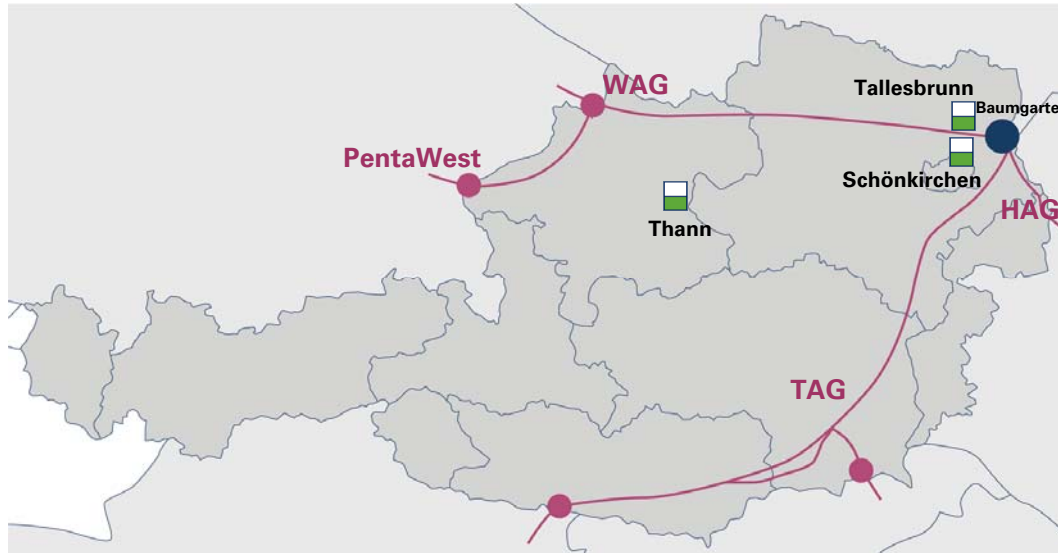 WAG
Tallesbrunn
Baumgarte
PentaWest
Schönkirchen
HAG
Thann
TAG